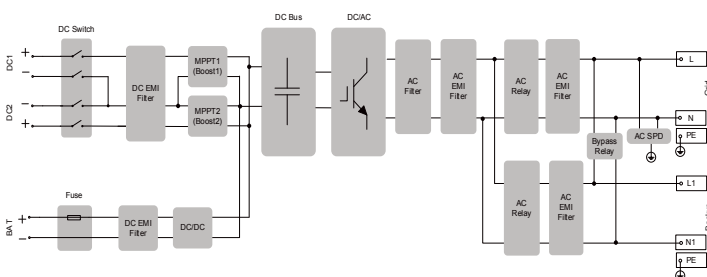 DC Bus
DC/AC
DC Switch
DC1
+
−
DC2
−
+
DC EMI
Filter
MPPT1
(Boost1)
MPPT2
(Boost2)
AC
Filter
AC
EMI
Filter
AC
Relay
AC
EMI
Filter
L
N
PE
AC SPD
Bypass
Relay
AC
Relay
AC
EMI
Filter
L1
N1
PE
Fuse
BAT
+
−
DC EMI
Filter
DC/DC